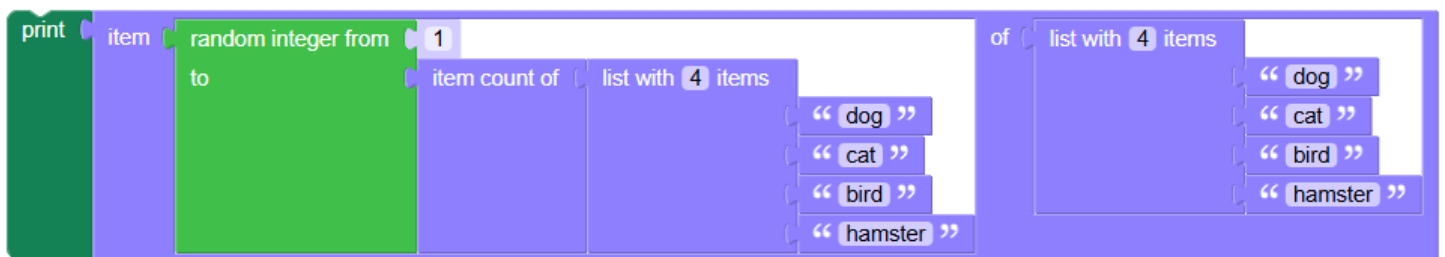 print item random integer from 1 of list with 4 items
to item count of list with 4 items “ dog ”
“ dog ” “ cat ”
“ cat ” “ bird ”
“ bird ” “ hamster ”
“ hamster ”